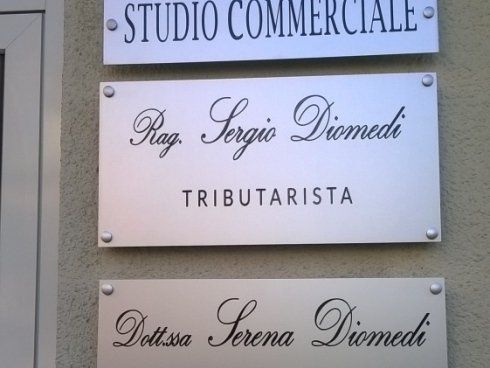 STUDIO COMMERCIALE
Rag. Sergio Diomedi
TRIBUTARISTA
Dott.ssa Serena Diomedi